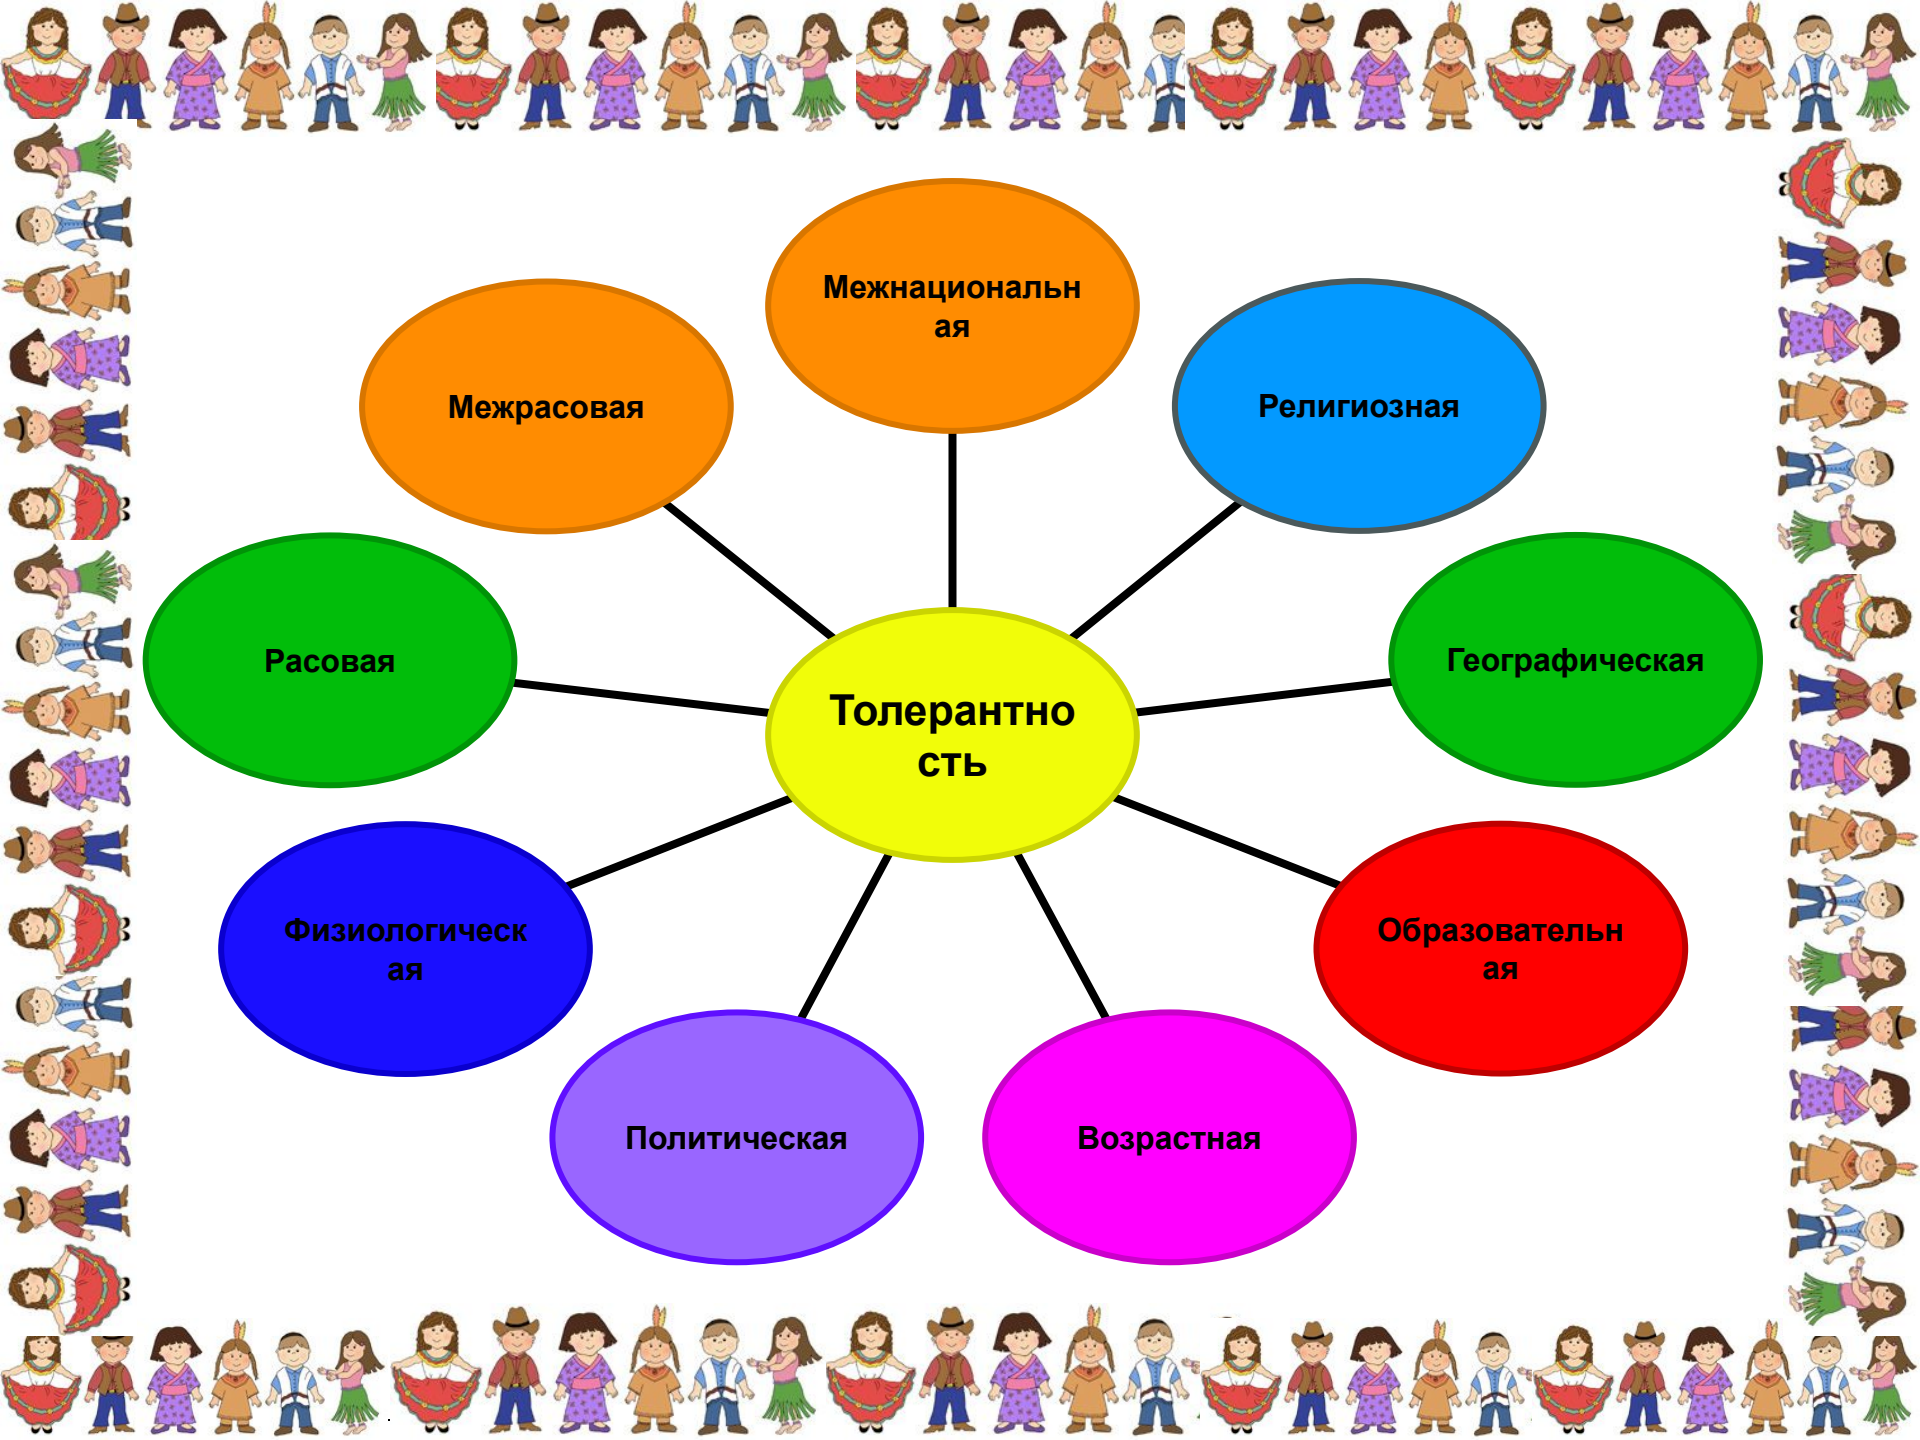 Межнациональн
ая
Межрасовая
Религиозная
Расовая
Географическая
Толерантно
сть
Физиологическ
ая
Образовательн
ая
Политическая
Возрастная